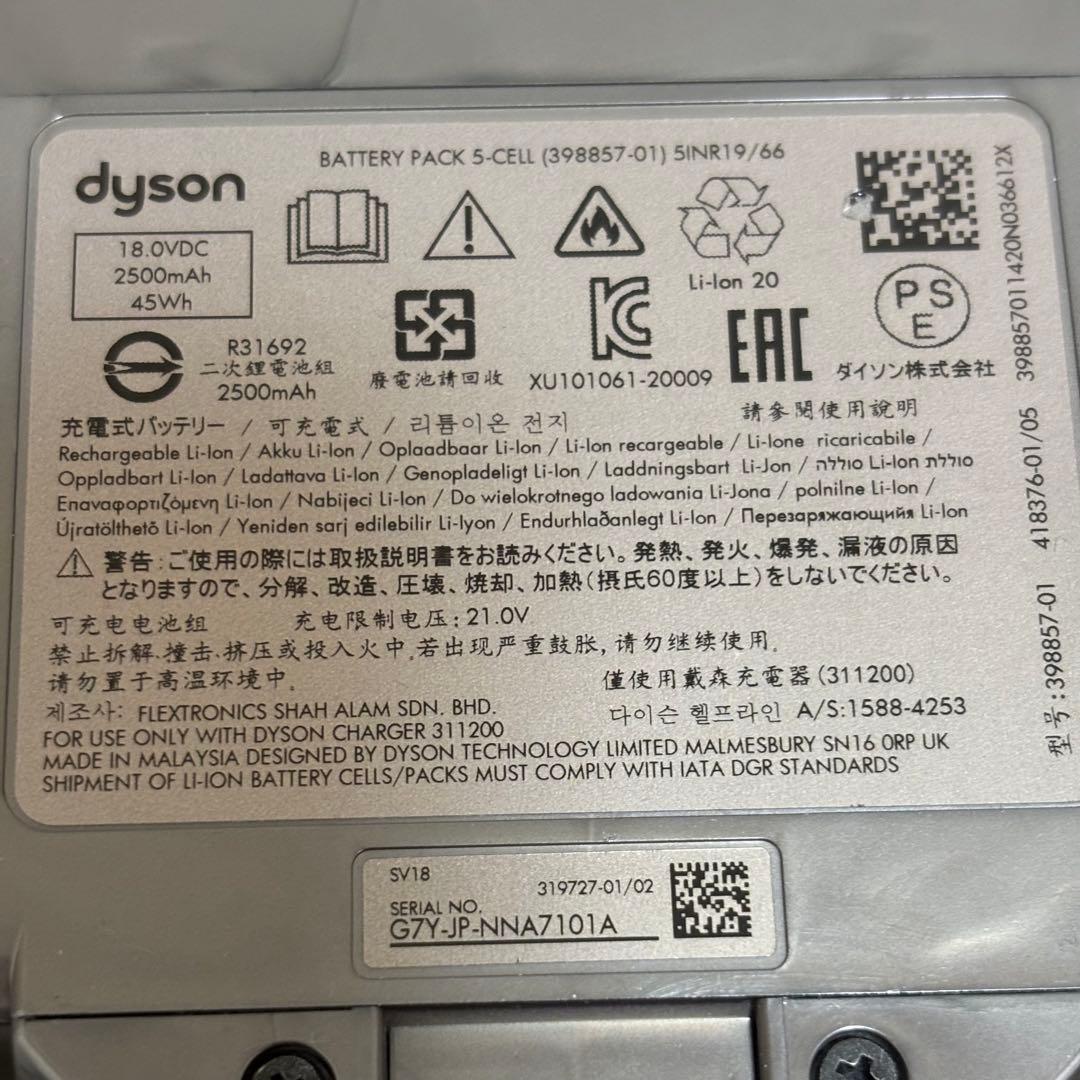 BATTERY PACK 5-CELL (398857-01) 5INR19/66
dyson
18.0VDC
2500mAh
45Wh
Li-Ion 20
PSE
R31692
二次鋰電池組
2500mAh
廢電池請回收
XU101061-20009
EAC
ダイソン株式会社
請參閱使用說明
充電式バッテリー / 可充電式 / 리튬이온 전지
Rechargeable Li-Ion / Akku Li-Ion / Oplaadbaar Li-Ion / Li-Ion recargeable / Li-Ione ricaricabile /
Oppladbart Li-Ion / Ladattava Li-Ion / Genopladeligt Li-Ion / Laddningsbart Li-Jon / סוללה Li-Ion סוללת
Επαναφορτιζόμενη Li-Ion / Nabíjecí Li-Ion / Do wielokrotnego ladowania Li-Jona / polnilne Li-Ion /
Újratölthető Li-Ion / Yeniden sarj edilebilir Li-Iyon / Endurhlaðanlegt Li-Ion / Перезаряжающийя Li-Ion
警告:ご使用の際には取扱説明書をお読みください。発熱、発火、爆発、漏液の原因
となりますので、分解、改造、圧壊、焼却、加熱(摂氏60度以上)をしないでください。
可充电电池组 充电限制电压:21.0V
禁止拆解.撞击.挤压或投入火中.若出现严重鼓胀,请勿继续使用.
请勿置于高温环境中.
僅使用戴森充電器(311200)
제조사: FLEXTRONICS SHAH ALAM SDN. BHD.
다이슨 헬프라인 A/S:1588-4253
FOR USE ONLY WITH DYSON CHARGER 311200
MADE IN MALAYSIA DESIGNED BY DYSON TECHNOLOGY LIMITED MALMESBURY SN16 0RP UK
SHIPMENT OF LI-ION BATTERY CELLS/PACKS MUST COMPLY WITH IATA DGR STANDARDS
398857011420N036612X
418376-01/05
型号:398857-01
SV18
319727-01/02
SERIAL NO.
G7Y-JP-NNA7101A